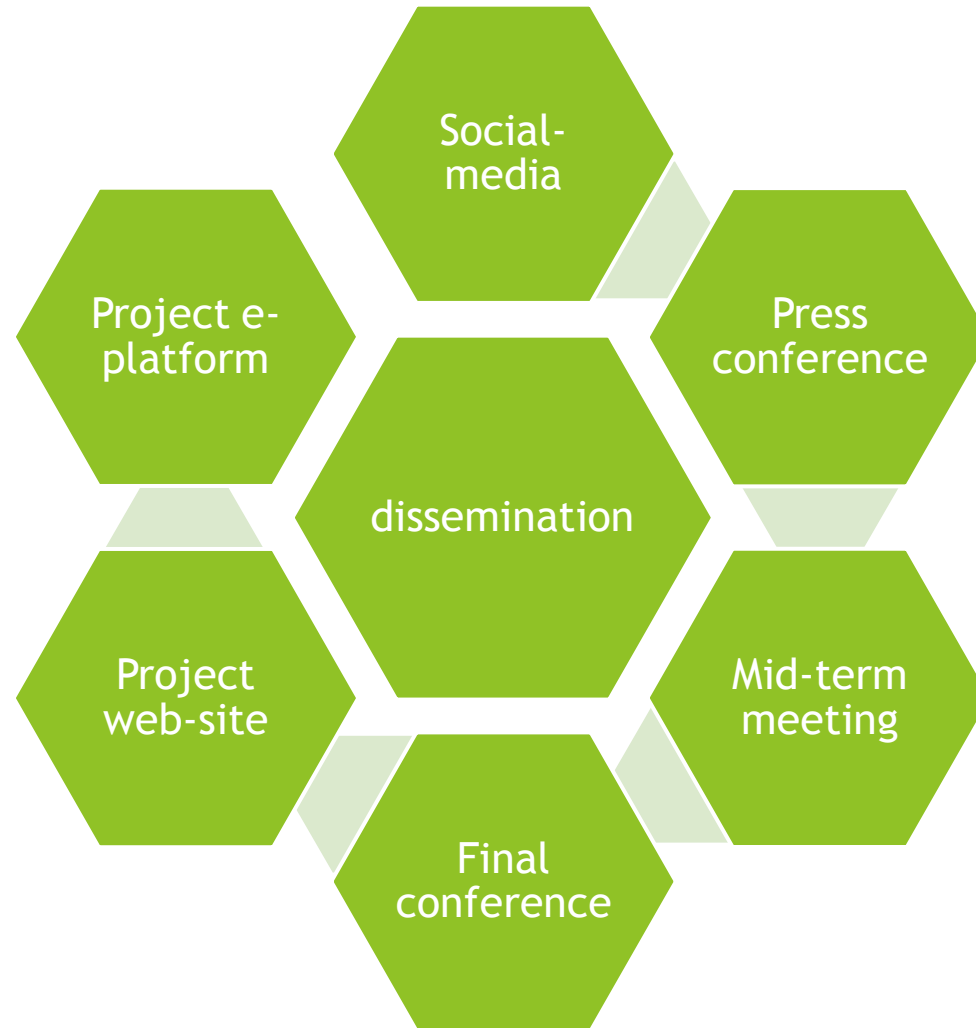 Social-
media
Project e-
platform
Press
conference
dissemination
Project
web-site
Mid-term
meeting
Final
conference